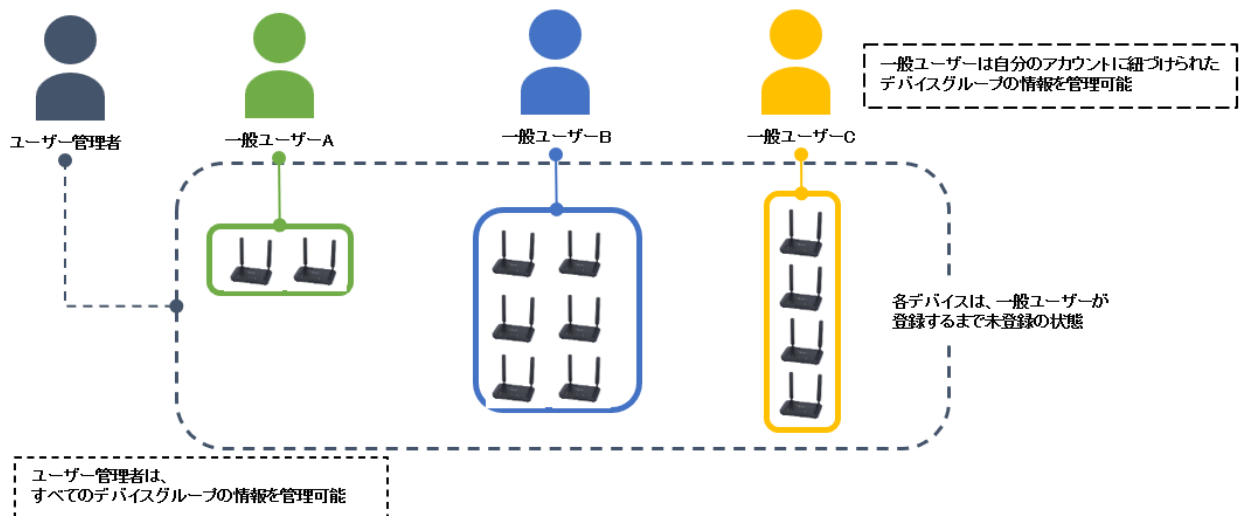 一般ユーザーは自分のアカウントに紐づけられた
デバイスグループの情報を管理可能
ユーザー管理者
一般ユーザーA
一般ユーザーB
一般ユーザーC
各デバイスは、一般ユーザーが
登録するまで未登録の状態
ユーザー管理者は、
すべてのデバイスグループの情報を管理可能